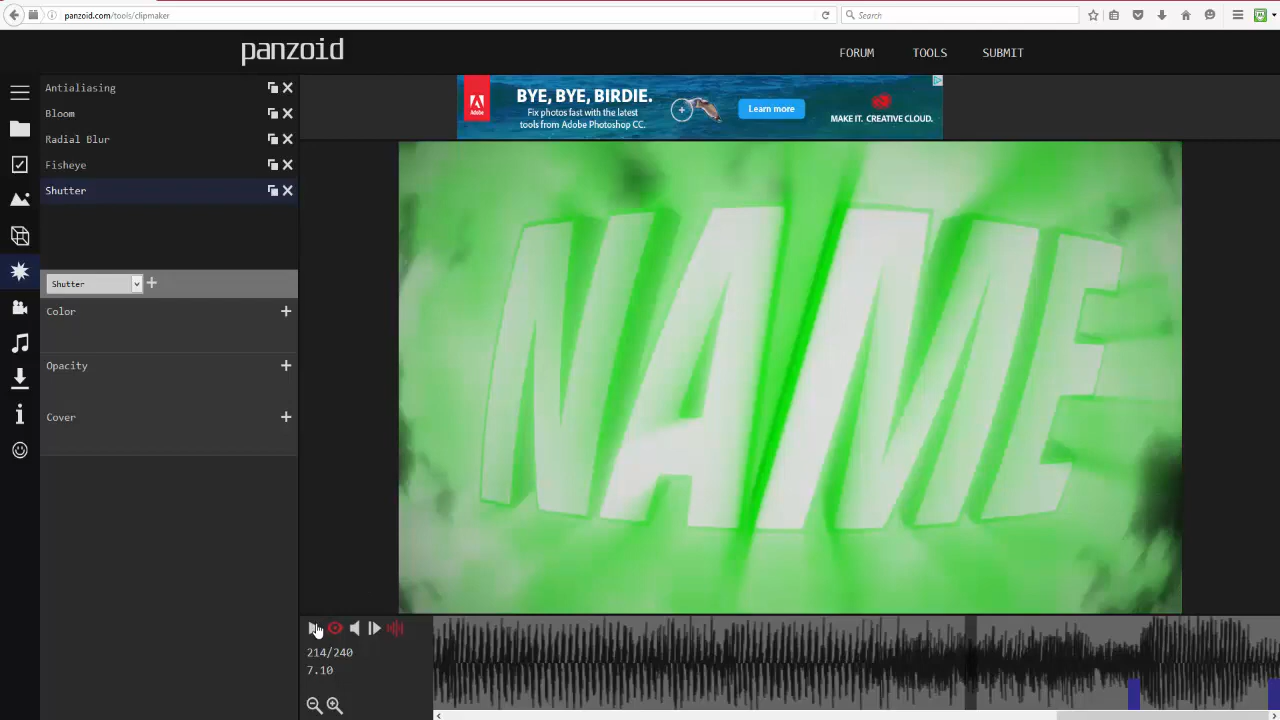 panzoid.com/tools/clipmaker
Search
panzoid
FORUM
TOOLS
SUBMIT
Antialiasing
Bloom
Radial Blur
Fisheye
Shutter
Shutter
Color
Opacity
Cover
BYE, BYE, BIRDIE.
Fix photos fast with the latest
tools from Adobe Photoshop CC.
Learn more
MAKE IT. CREATIVE CLOUD.
Adobe
NAME
214/240
7.10